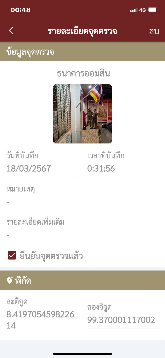 00:48
รายละเอียดจุดตรวจ
ลบ
ข้อมูลจุดตรวจ
ธนาคารออมสิน
วันที่บันทึก
เวลาที่บันทึก
18/03/2567
0:31:56
หมายเหตุ
-
รายละเอียดเพิ่มเติม
-
ยืนยันจุดตรวจแล้ว
พิกัด
ละติจูด
ลองจิจูด
8.4197054598226
14
99.370001117002